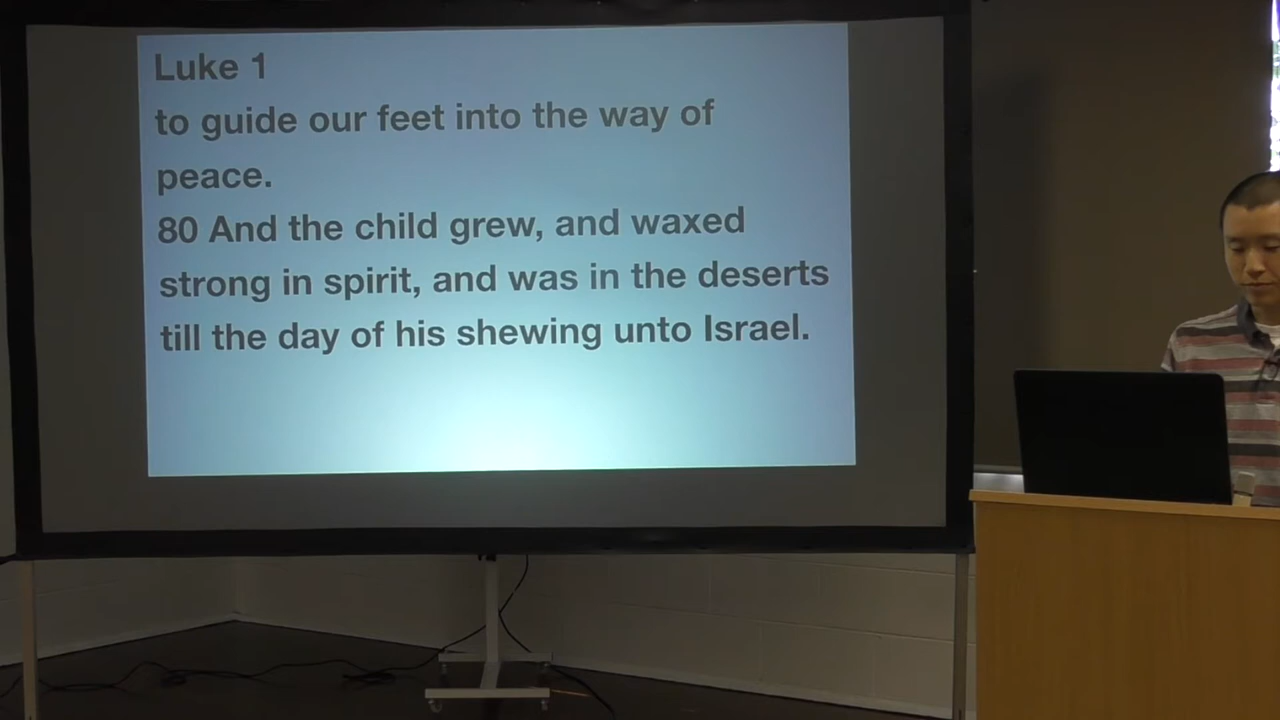 Luke 1
to guide our feet into the way of
peace.
80 And the child grew, and waxed
strong in spirit, and was in the deserts
till the day of his shewing unto Israel.